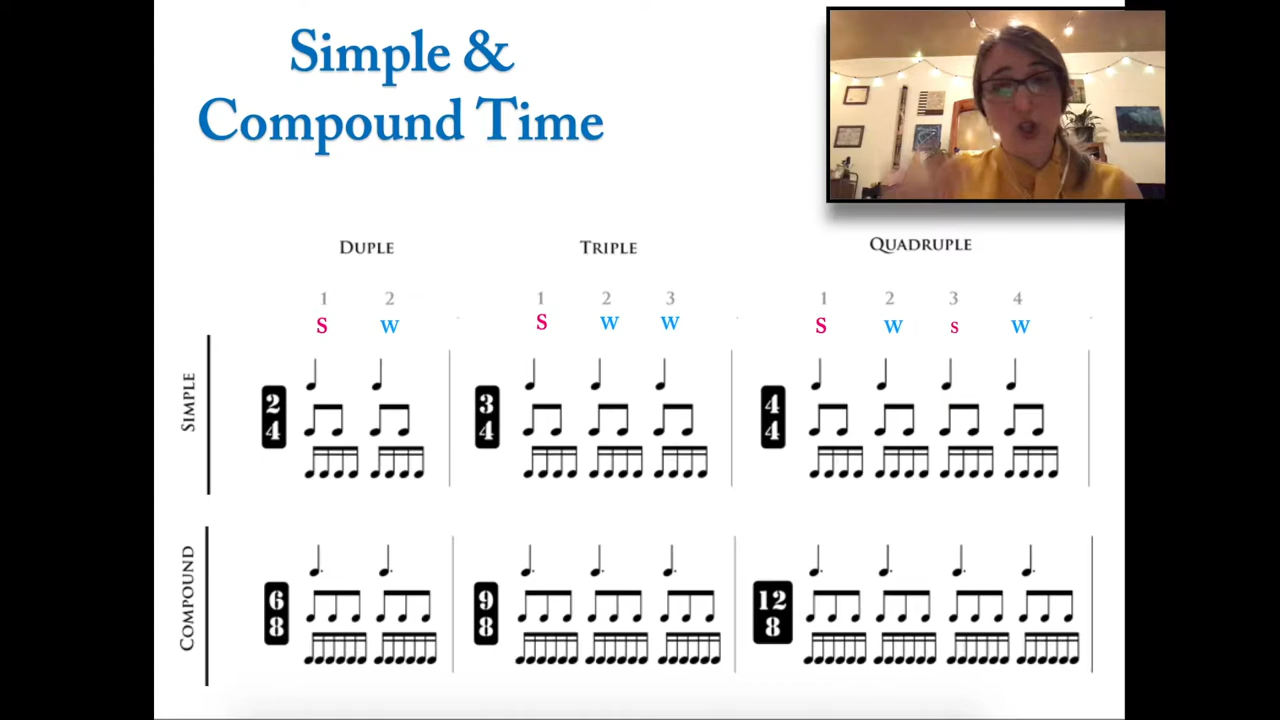 Simple &
Compound Time
DUPLE TRIPLE QUADRUPLE
1 2 1 2 3 1 2 3 4
S W S W W S W s W
SIMPLE
2
4
3
4
4
4
COMPOUND
6
8
9
8
12
8